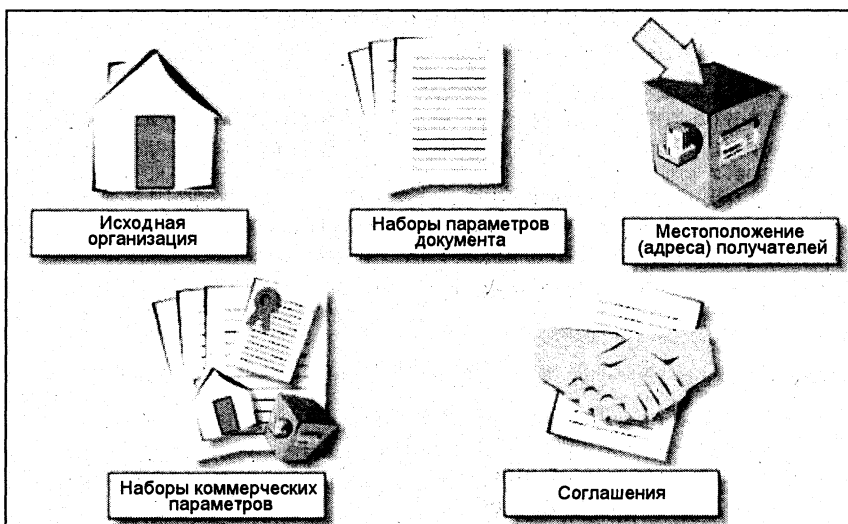 Исходная
организация
Наборы параметров
документа
Местоположение
(адреса) получателей
Наборы коммерческих
параметров
Соглашения